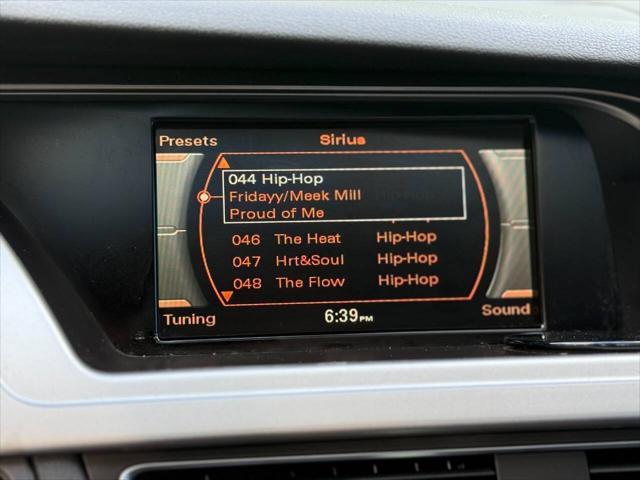 Presets Sirius
044 Hip-Hop
Fridayy/Meek Mill
Proud of Me
046 The Heat Hip-Hop
047 Hrt&Soul Hip-Hop
048 The Flow Hip-Hop
Tuning 6:39PM Sound